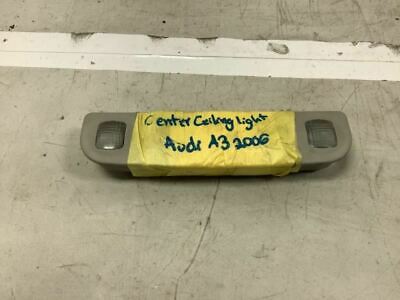 Center Ceiling Light
Audi A3 2006